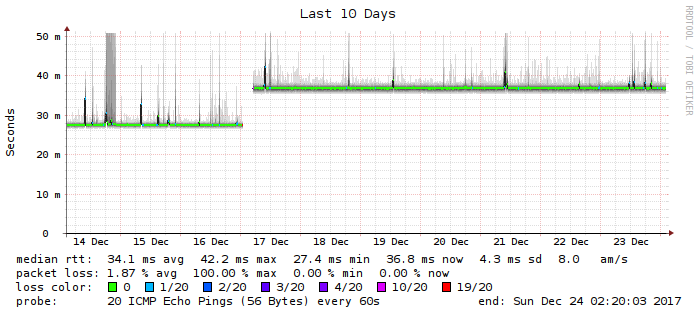 Last 10 Days
RRDTOOL / TOBI OETIKER
Seconds
50 m
40 m
30 m
20 m
10 m
0
14 Dec 15 Dec 16 Dec 17 Dec 18 Dec 19 Dec 20 Dec 21 Dec 22 Dec 23 Dec
median rtt: 34.1 ms avg 42.2 ms max 27.4 ms min 36.8 ms now 4.3 ms sd 8.0 am/s
packet loss: 1.87 % avg 100.00 % max 0.00 % min 0.00 % now
loss color: 0 1/20 2/20 3/20 4/20 10/20 19/20
probe: 20 ICMP Echo Pings (56 Bytes) every 60s end: Sun Dec 24 02:20:03 2017